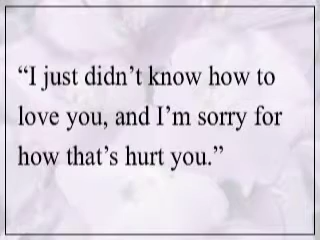 “I just didn’t know how to
love you, and I’m sorry for
how that’s hurt you.”